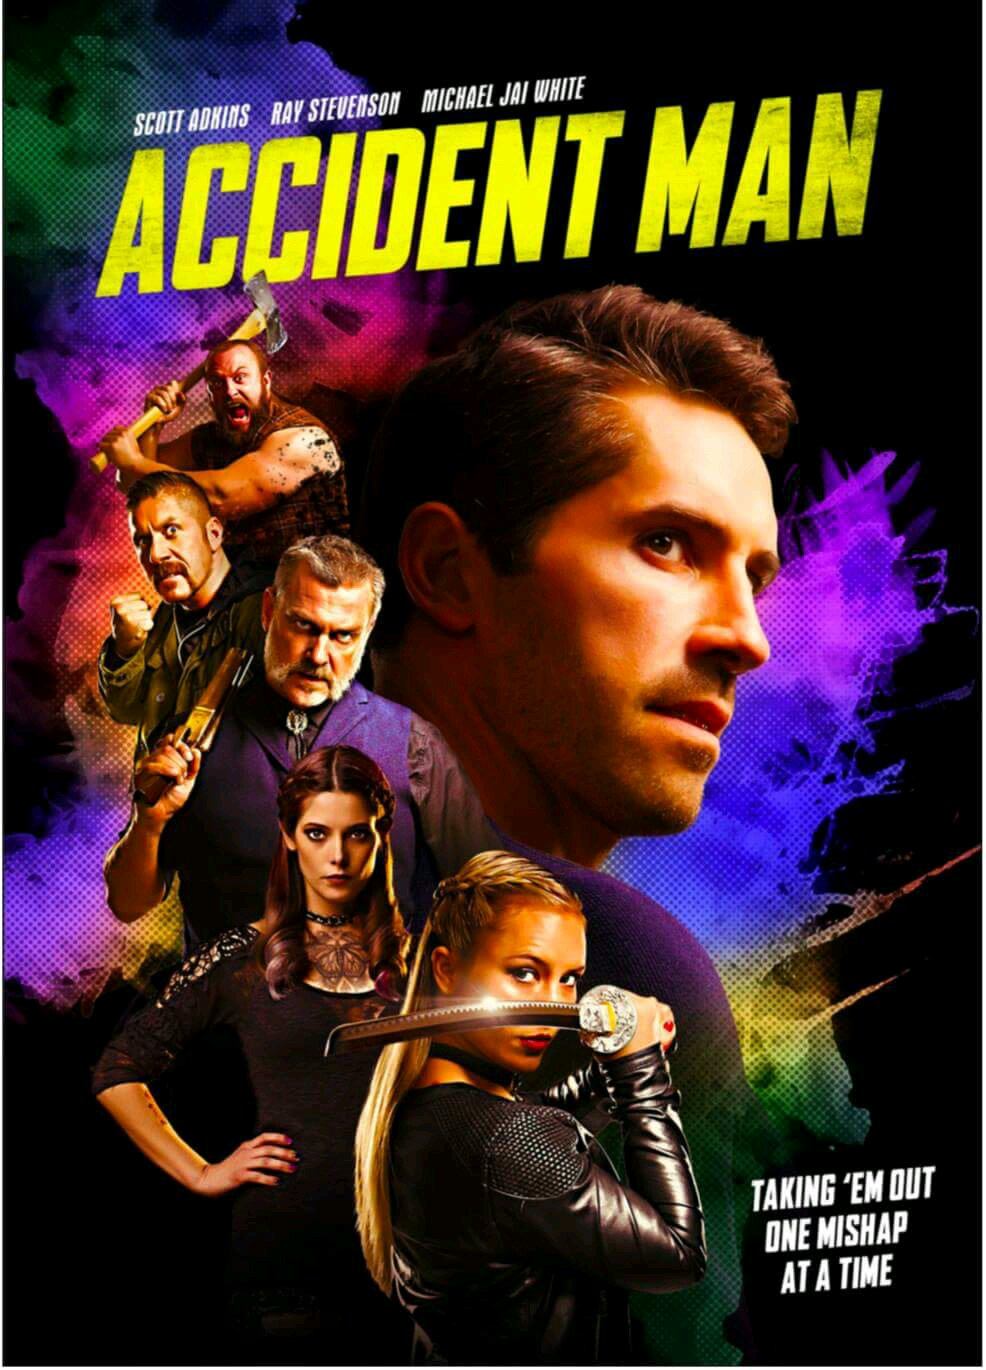 SCOTT ADKINS RAY STEVENSON MICHAEL JAI WHITE
ACCIDENT MAN
TAKING ‘EM OUT
ONE MISHAP
AT A TIME